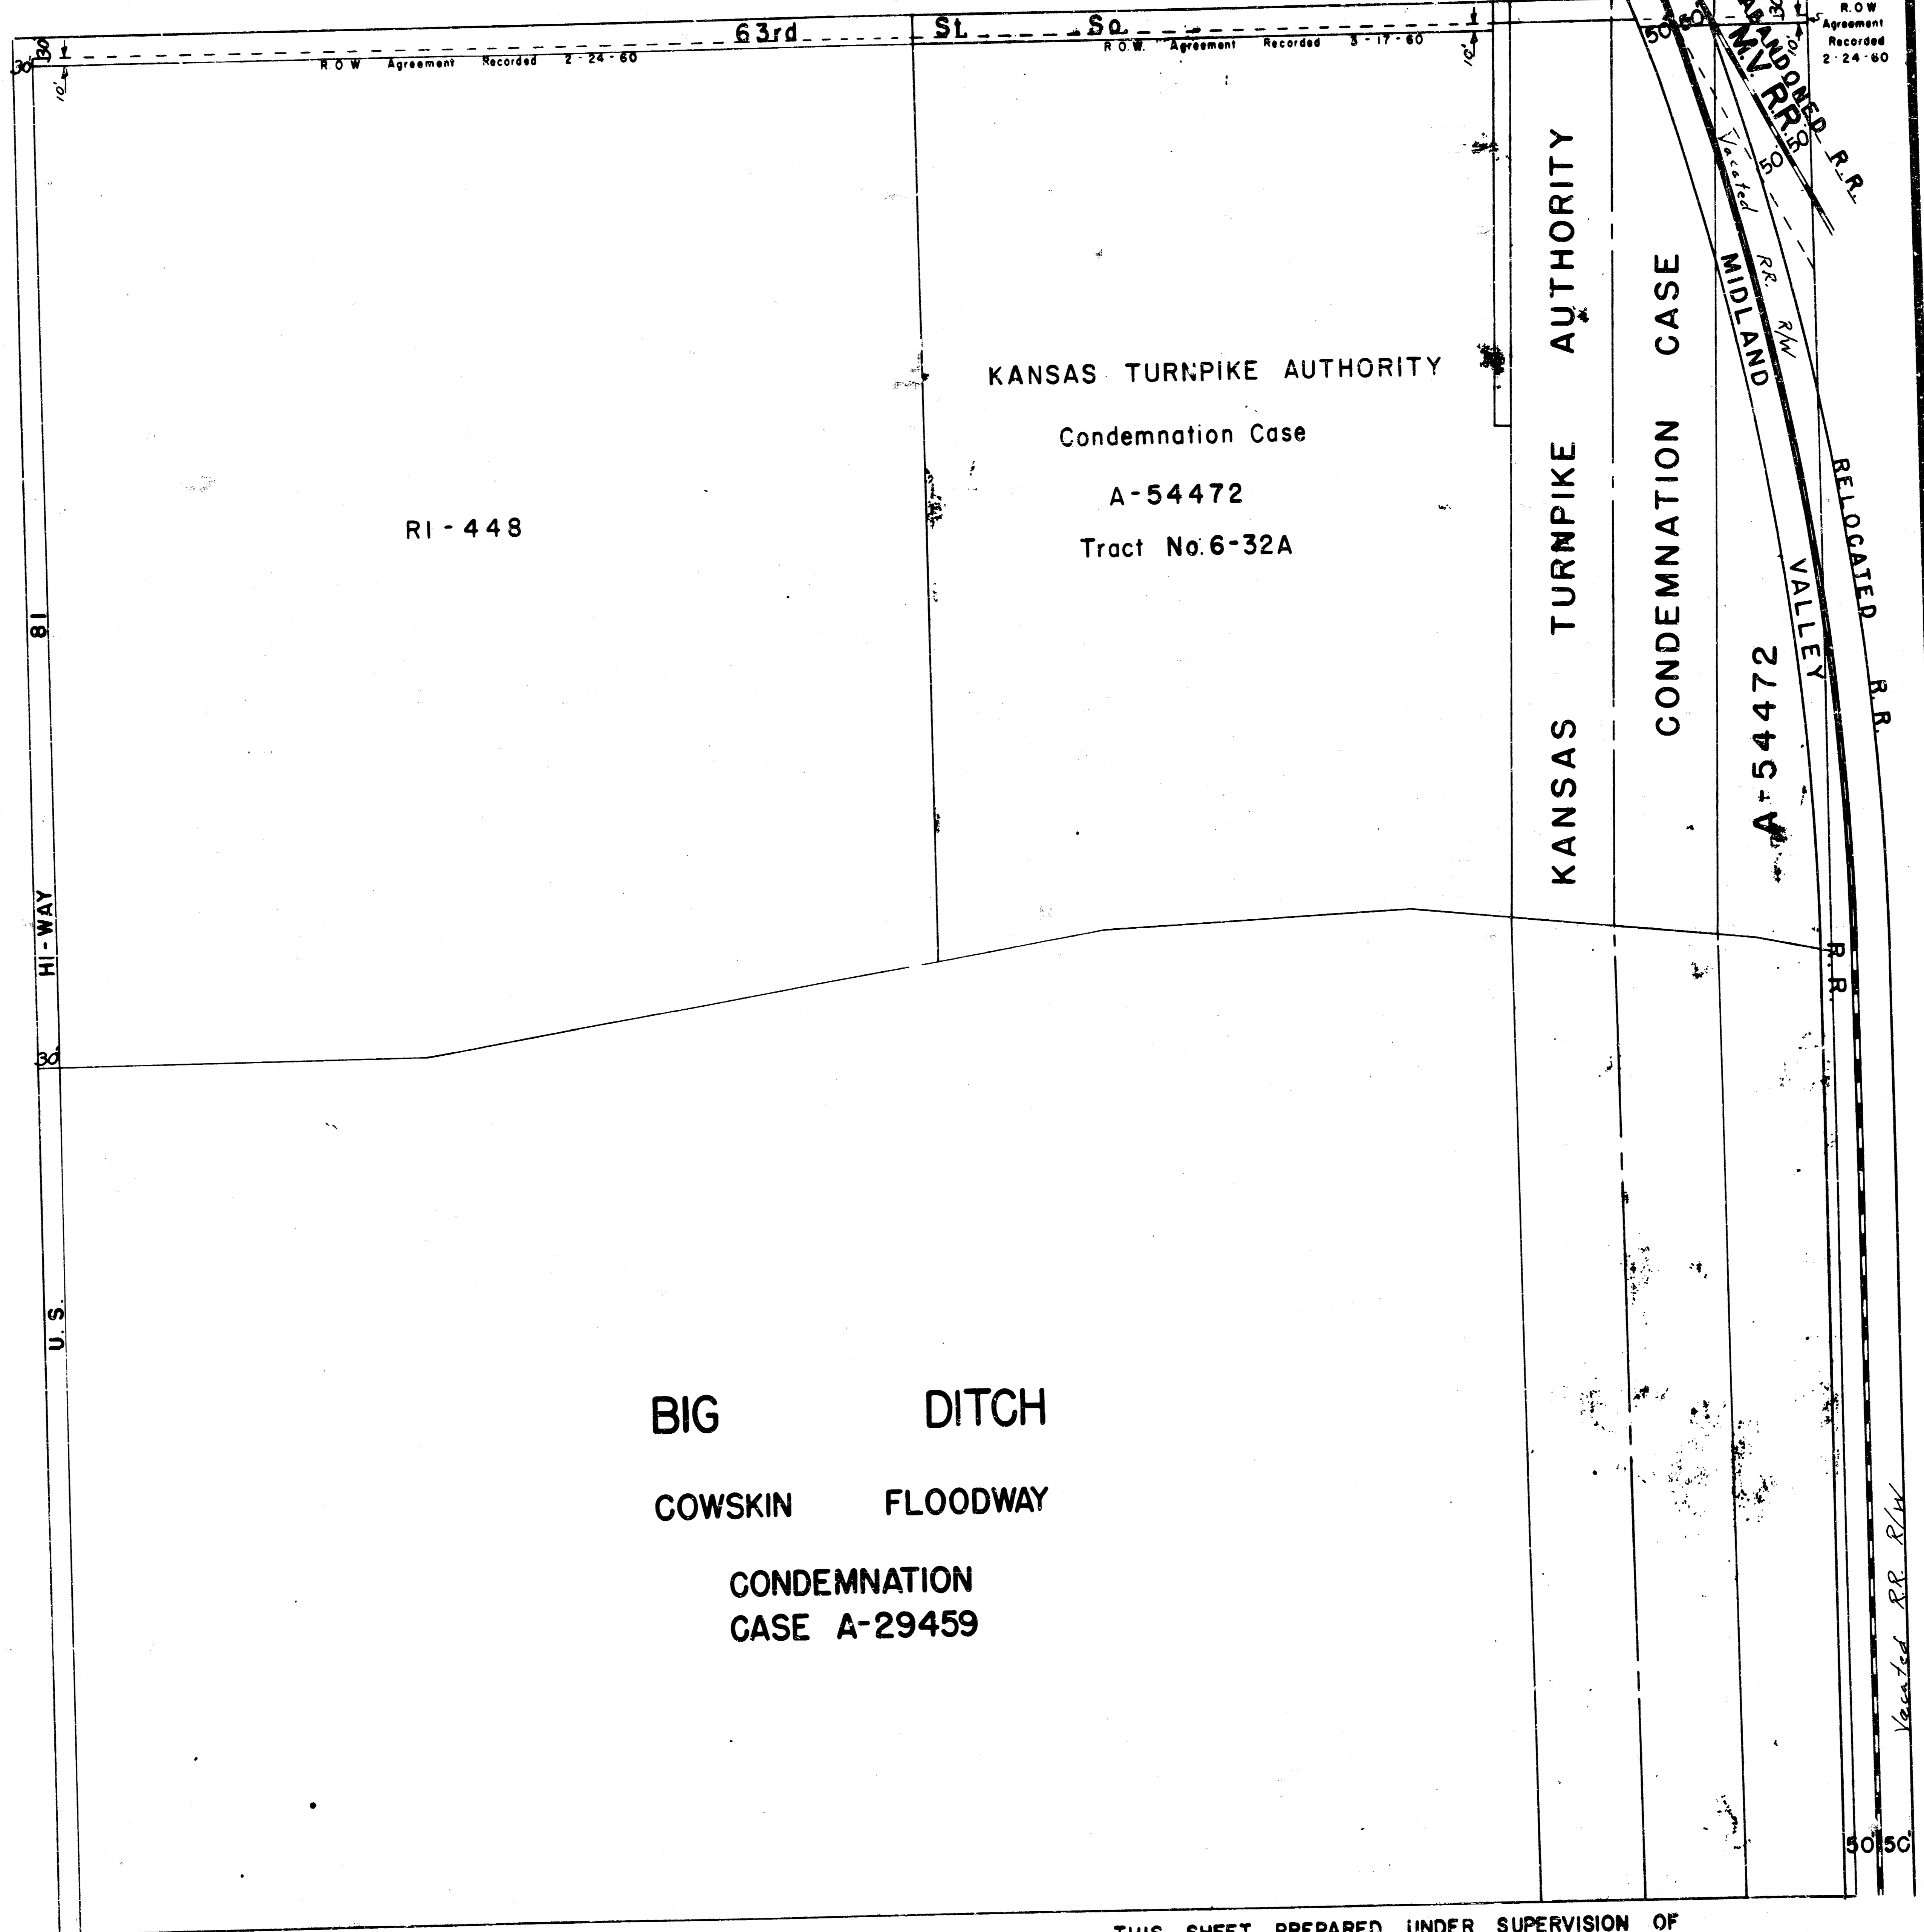 63rd St. So.
30' 30'
10'
R.O.W Agreement Recorded 2-24-60
R.O.W. Agreement Recorded 3-17-60
10'
50' 50'
30'
10'
R.O.W
Agreement
Recorded
2-24-60
ABANDONED R.R.
M.V. R.R.
50' 50'
Vacated RR. R/W
MIDLAND VALLEY R.R.
RELOCATED R.R.
KANSAS TURNPIKE AUTHORITY
CONDEMNATION CASE
A-54472
KANSAS TURNPIKE AUTHORITY
Condemnation Case
A-54472
Tract No. 6-32A
RI-448
U.S. HI-WAY 81
30'
BIG DITCH
COWSKIN FLOODWAY
CONDEMNATION
CASE A-29459
Vacated RR. R/W
50' 50'
THIS SHEET PREPARED UNDER SUPERVISION OF